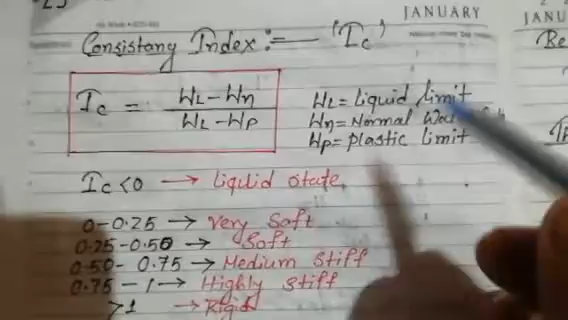 JANUARY
JANU
Consistany Index :- (Ic)
Ic = WL - Wn / WL - Wp
WL = Liquid limit
Wn = Normal
Wp = Plastic limit
Ic < 0 → liquid state,
0-0.25 → Very Soft
0.25-0.50 → Soft
0.50- 0.75 → Medium Stiff
0.75 - 1 → Highly stiff
>1 → Rigid